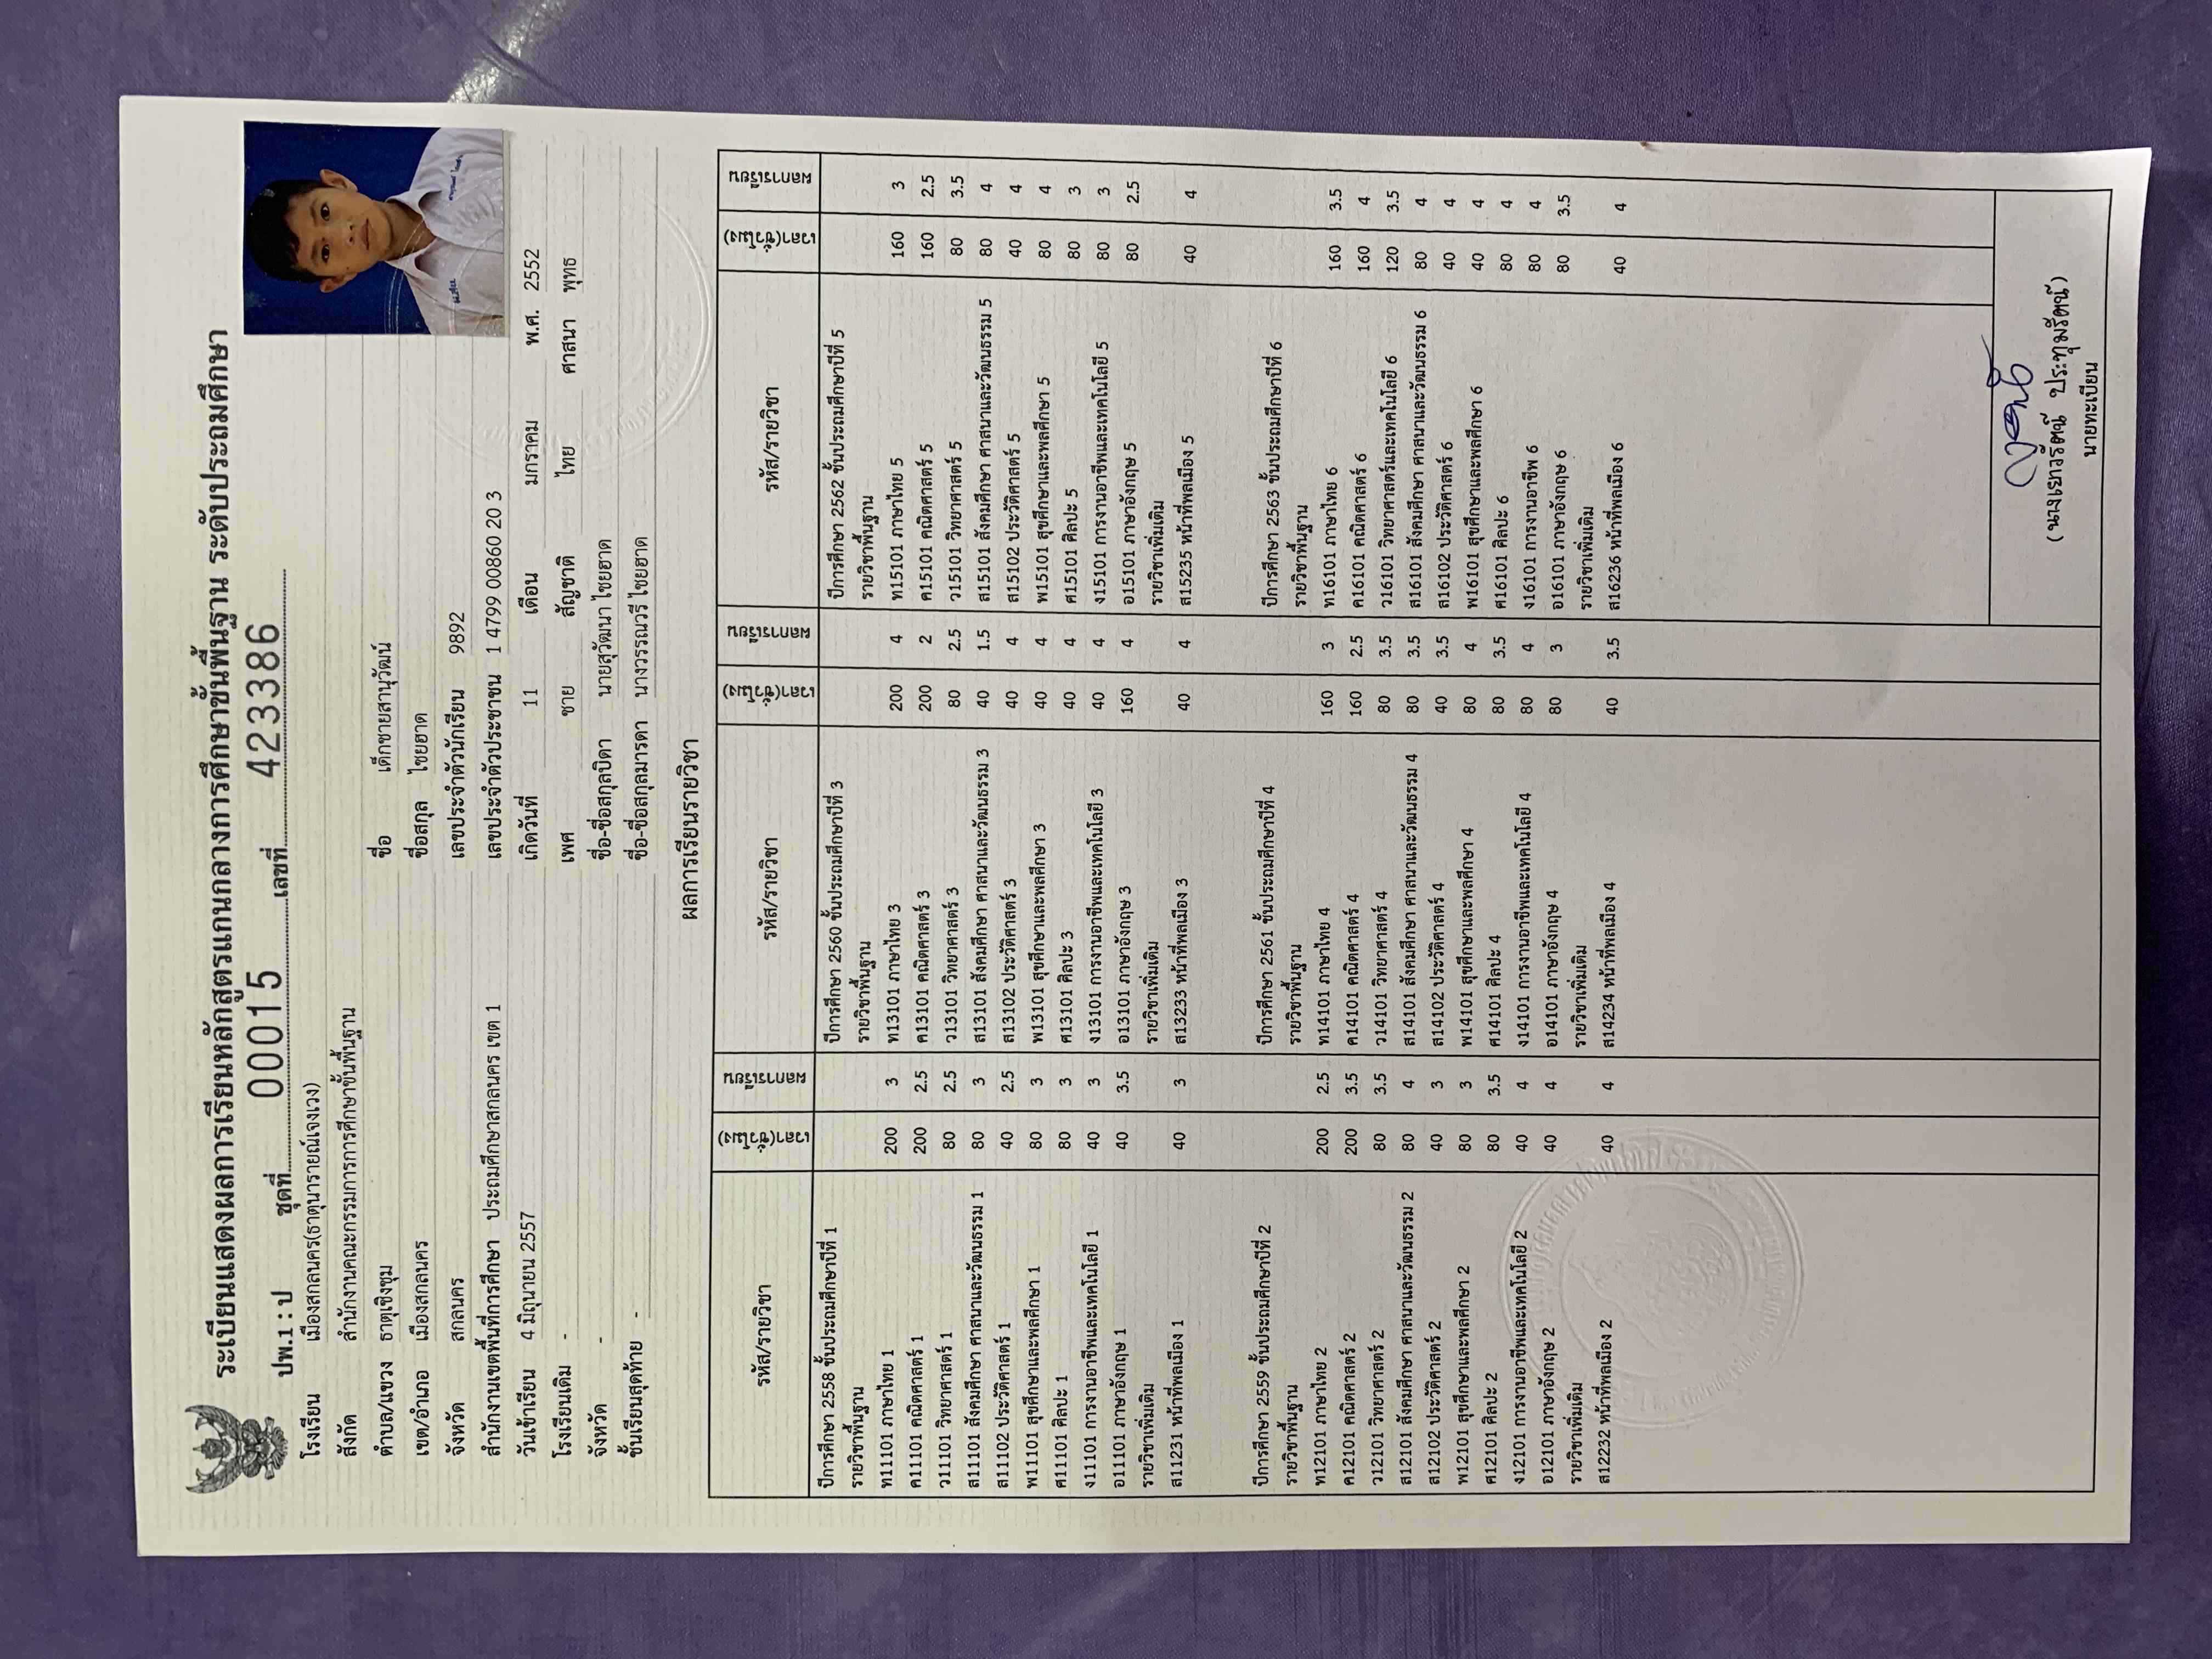 ระเบียนแสดงผลการเรียนหลักสูตรแกนกลางการศึกษาขั้นพื้นฐาน ระดับประถมศึกษา
ปพ.1 : ป ชุดที่ 00015 เลขที่ 423386
โรงเรียน เมืองสกลนคร(ธาตุนารายณ์เจงเวง)
สังกัด สำนักงานคณะกรรมการการศึกษาขั้นพื้นฐาน
ตำบล/แขวง ธาตุเชิงชุม
เขต/อำเภอ เมืองสกลนคร
จังหวัด สกลนคร
สำนักงานเขตพื้นที่การศึกษา ประถมศึกษาสกลนคร เขต 1
วันเข้าเรียน 4 มิถุนายน 2557
โรงเรียนเดิม -
จังหวัด -
ชั้นเรียนสุดท้าย -
ชื่อ เด็กชายสานุวัฒน์
ชื่อสกุล ไชยฮาด
เลขประจำตัวนักเรียน 9892
เลขประจำตัวประชาชน 1 4799 00860 20 3
เกิดวันที่ 11 เดือน มกราคม พ.ศ. 2552
เพศ ชาย สัญชาติ ไทย ศาสนา พุทธ
ชื่อ-ชื่อสกุลบิดา นายสุวัฒนา ไชยฮาด
ชื่อ-ชื่อสกุลมารดา นางวรรณวรี ไชยฮาด
ผลการเรียนรายวิชา
รหัส/รายวิชา เวลา(ชั่วโมง) ผลการเรียน
ปีการศึกษา 2558 ชั้นประถมศึกษาปีที่ 1
รายวิชาพื้นฐาน
ท11101 ภาษาไทย 1 200 3
ค11101 คณิตศาสตร์ 1 200 2.5
ว11101 วิทยาศาสตร์ 1 80 2.5
ส11101 สังคมศึกษา ศาสนาและวัฒนธรรม 1 80 3
ส11102 ประวัติศาสตร์ 1 40 2.5
พ11101 สุขศึกษาและพลศึกษา 1 80 3
ศ11101 ศิลปะ 1 80 3
ง11101 การงานอาชีพและเทคโนโลยี 1 40 3
อ11101 ภาษาอังกฤษ 1 40 3.5
รายวิชาเพิ่มเติม
ส11231 หน้าที่พลเมือง 1 40 3
ปีการศึกษา 2559 ชั้นประถมศึกษาปีที่ 2
รายวิชาพื้นฐาน
ท12101 ภาษาไทย 2 200 2.5
ค12101 คณิตศาสตร์ 2 200 3.5
ว12101 วิทยาศาสตร์ 2 80 3.5
ส12101 สังคมศึกษา ศาสนาและวัฒนธรรม 2 80 4
ส12102 ประวัติศาสตร์ 2 40 3
พ12101 สุขศึกษาและพลศึกษา 2 80 3
ศ12101 ศิลปะ 2 80 3.5
ง12101 การงานอาชีพและเทคโนโลยี 2 40 4
อ12101 ภาษาอังกฤษ 2 40 4
รายวิชาเพิ่มเติม
ส12232 หน้าที่พลเมือง 2 40 4
รหัส/รายวิชา เวลา(ชั่วโมง) ผลการเรียน
ปีการศึกษา 2560 ชั้นประถมศึกษาปีที่ 3
รายวิชาพื้นฐาน
ท13101 ภาษาไทย 3 200 4
ค13101 คณิตศาสตร์ 3 200 2
ว13101 วิทยาศาสตร์ 3 80 2.5
ส13101 สังคมศึกษา ศาสนาและวัฒนธรรม 3 40 1.5
ส13102 ประวัติศาสตร์ 3 40 4
พ13101 สุขศึกษาและพลศึกษา 3 40 4
ศ13101 ศิลปะ 3 40 4
ง13101 การงานอาชีพและเทคโนโลยี 3 40 4
อ13101 ภาษาอังกฤษ 3 160 4
รายวิชาเพิ่มเติม
ส13233 หน้าที่พลเมือง 3 40 4
ปีการศึกษา 2561 ชั้นประถมศึกษาปีที่ 4
รายวิชาพื้นฐาน
ท14101 ภาษาไทย 4 160 3
ค14101 คณิตศาสตร์ 4 160 2.5
ว14101 วิทยาศาสตร์ 4 80 3.5
ส14101 สังคมศึกษา ศาสนาและวัฒนธรรม 4 80 3.5
ส14102 ประวัติศาสตร์ 4 40 3.5
พ14101 สุขศึกษาและพลศึกษา 4 80 4
ศ14101 ศิลปะ 4 80 3.5
ง14101 การงานอาชีพและเทคโนโลยี 4 80 4
อ14101 ภาษาอังกฤษ 4 80 3
รายวิชาเพิ่มเติม
ส14234 หน้าที่พลเมือง 4 40 3.5
รหัส/รายวิชา เวลา(ชั่วโมง) ผลการเรียน
ปีการศึกษา 2562 ชั้นประถมศึกษาปีที่ 5
รายวิชาพื้นฐาน
ท15101 ภาษาไทย 5 160 3
ค15101 คณิตศาสตร์ 5 160 2.5
ว15101 วิทยาศาสตร์ 5 80 3.5
ส15101 สังคมศึกษา ศาสนาและวัฒนธรรม 5 80 4
ส15102 ประวัติศาสตร์ 5 40 4
พ15101 สุขศึกษาและพลศึกษา 5 80 4
ศ15101 ศิลปะ 5 80 3
ง15101 การงานอาชีพและเทคโนโลยี 5 80 3
อ15101 ภาษาอังกฤษ 5 80 2.5
รายวิชาเพิ่มเติม
ส15235 หน้าที่พลเมือง 5 40 4
ปีการศึกษา 2563 ชั้นประถมศึกษาปีที่ 6
รายวิชาพื้นฐาน
ท16101 ภาษาไทย 6 160 3.5
ค16101 คณิตศาสตร์ 6 160 4
ว16101 วิทยาศาสตร์และเทคโนโลยี 6 120 3.5
ส16101 สังคมศึกษา ศาสนาและวัฒนธรรม 6 80 4
ส16102 ประวัติศาสตร์ 6 40 4
พ16101 สุขศึกษาและพลศึกษา 6 40 4
ศ16101 ศิลปะ 6 80 4
ง16101 การงานอาชีพ 6 80 4
อ16101 ภาษาอังกฤษ 6 80 3.5
รายวิชาเพิ่มเติม
ส16236 หน้าที่พลเมือง 6 40 4
(นางเยาวรัตน์ ประทุมรัตน์)
นายทะเบียน